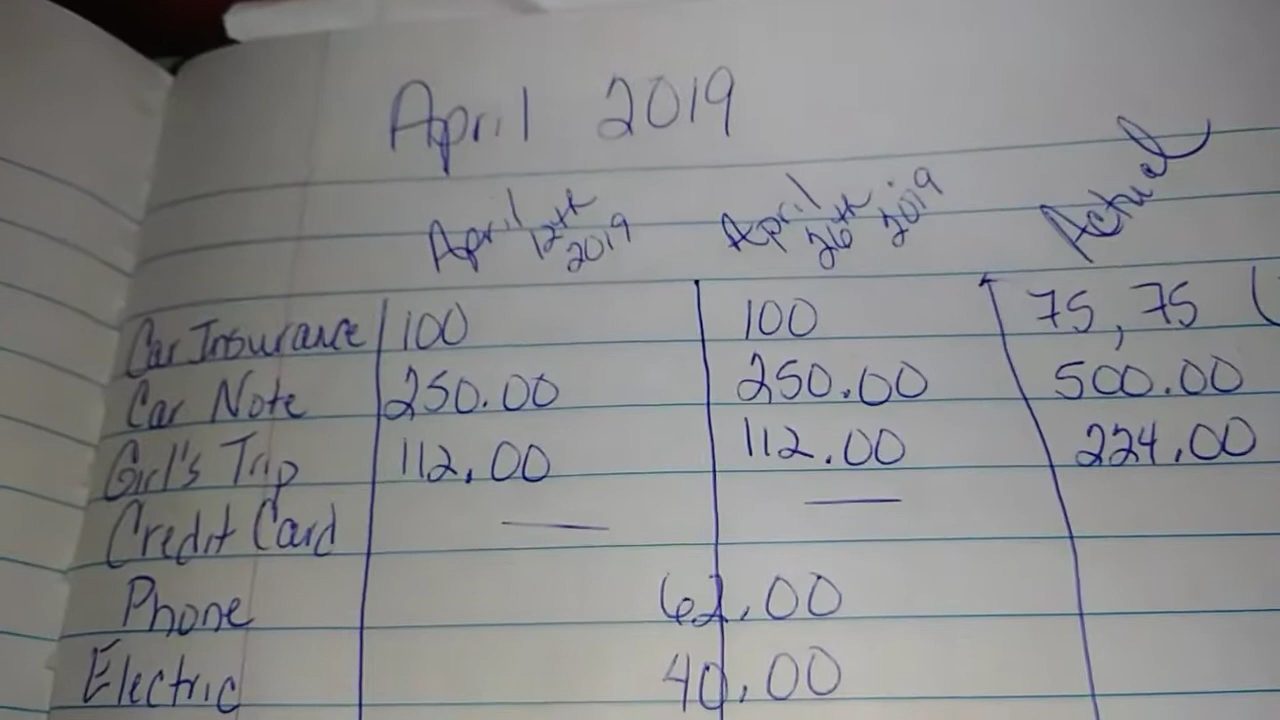 April 2019
April 12th 2019 April 26th 2019 Actual
Car Insurance 100 100 75, 75 (
Car Note 250.00 250.00 500.00
Girl's Trip 112.00 112.00 224.00
Credit Card — —
Phone 62.00
Electric 40.00